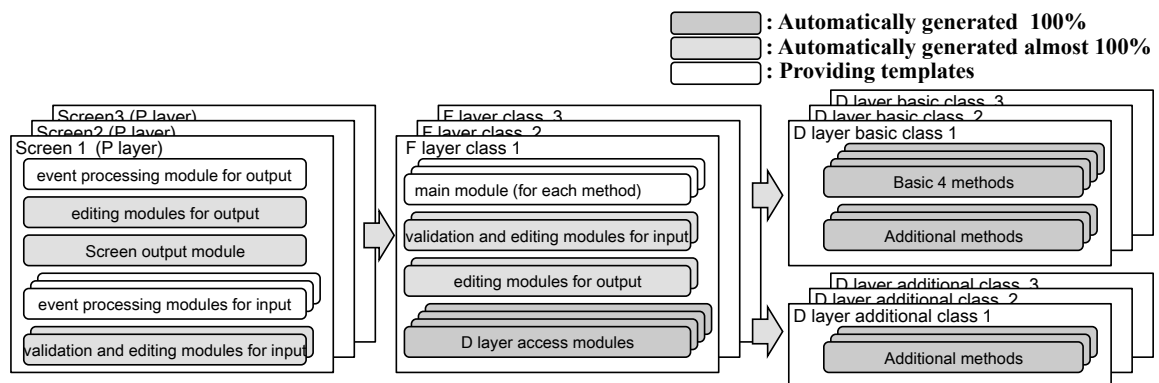 : Automatically generated 100%
: Automatically generated almost 100%
: Providing templates
Screen3 (P layer)
Screen2 (P layer)
Screen 1 (P layer)
event processing module for output
editing modules for output
Screen output module
event processing modules for input
validation and editing modules for input
F layer class 3
F layer class 2
F layer class 1
main module (for each method)
validation and editing modules for input
editing modules for output
D layer access modules
D layer basic class 3
D layer basic class 2
D layer basic class 1
Basic 4 methods
Additional methods
D layer additional class 3
D layer additional class 2
D layer additional class 1
Additional methods